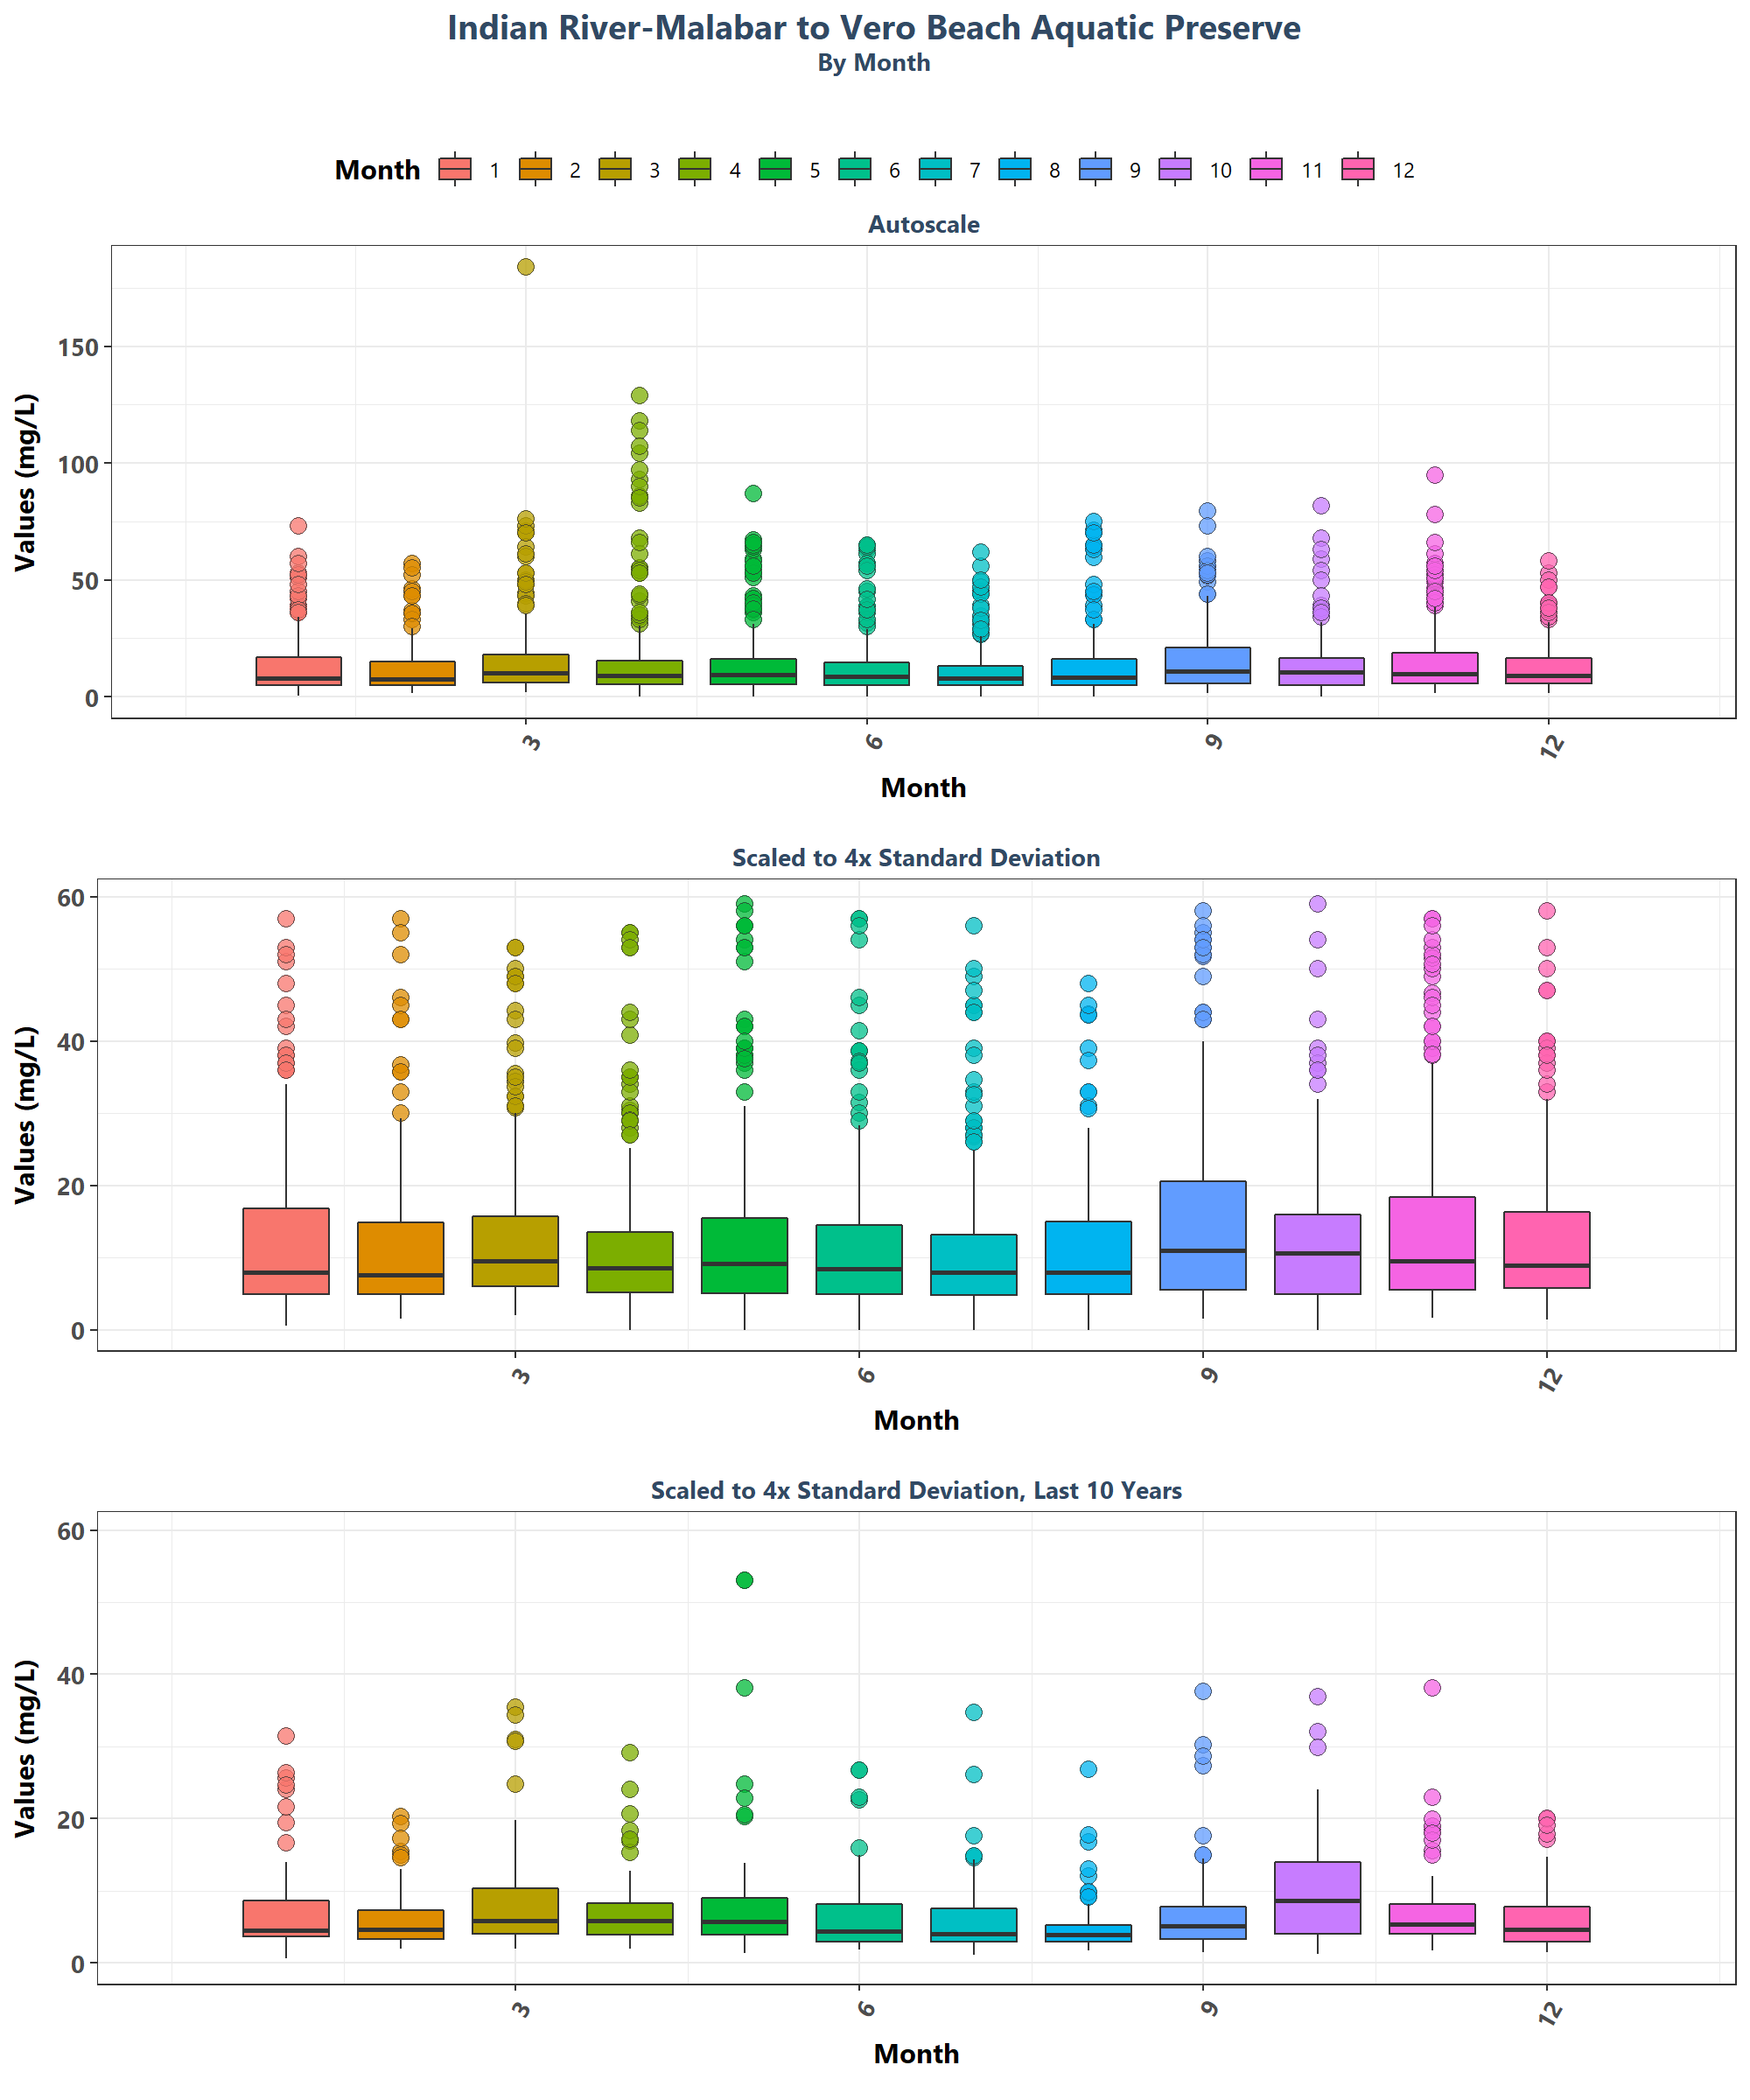 Indian River-Malabar to Vero Beach Aquatic Preserve
By Month
Month 1 2 3 4 5 6 7 8 9 10 11 12
Autoscale
Values (mg/L)
150
100
50
0
3 6 9 12
Month
Scaled to 4x Standard Deviation
Values (mg/L)
60
40
20
0
3 6 9 12
Month
Scaled to 4x Standard Deviation, Last 10 Years
Values (mg/L)
60
40
20
0
3 6 9 12
Month